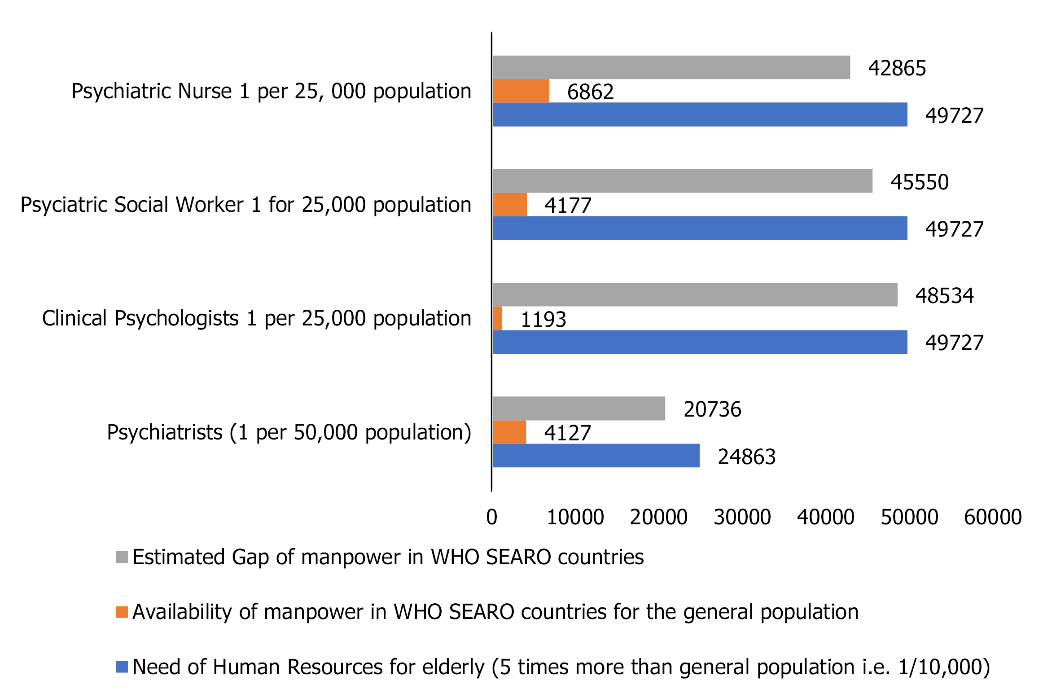 42865
Psychiatric Nurse 1 per 25, 000 population
6862
49727
45550
Psyciatric Social Worker 1 for 25,000 population
4177
49727
48534
Clinical Psychologists 1 per 25,000 population
1193
49727
20736
Psychiatrists (1 per 50,000 population)
4127
24863
0 10000 20000 30000 40000 50000 60000
Estimated Gap of manpower in WHO SEARO countries
Availability of manpower in WHO SEARO countries for the general population
Need of Human Resources for elderly (5 times more than general population i.e. 1/10,000)